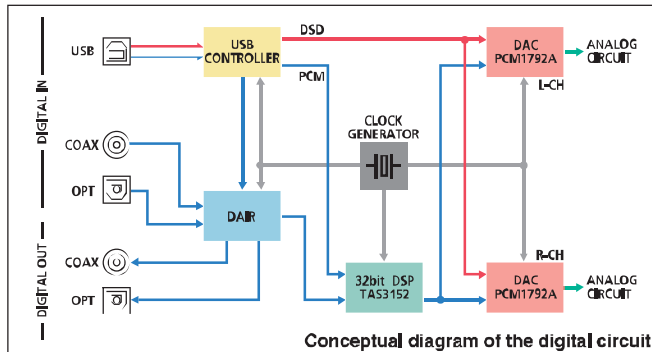 DIGITAL IN
USB
USB
CONTROLLER
DSD
PCM
DAC
PCM1792A
ANALOG
CIRCUIT
L-CH
CLOCK
GENERATOR
COAX
OPT
DAIR
DIGITAL OUT
COAX
OPT
32bit DSP
TAS3152
R-CH
DAC
PCM1792A
ANALOG
CIRCUIT
Conceptual diagram of the digital circuit